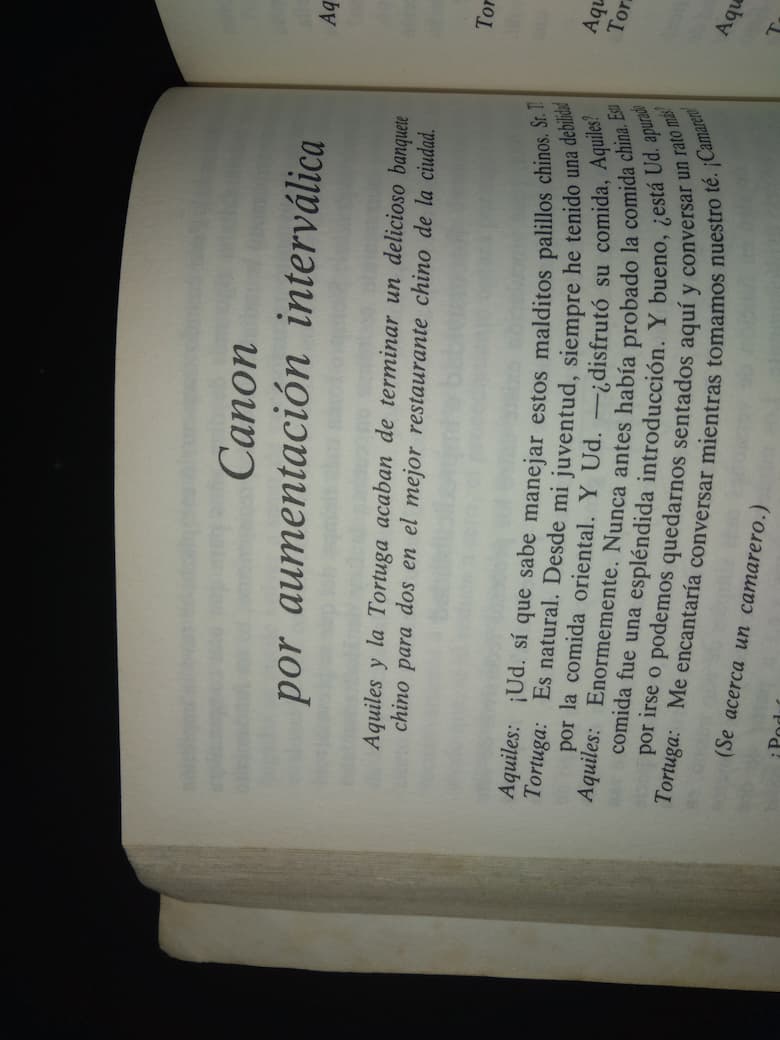 Canon
por aumentación interválica
Aquiles y la Tortuga acaban de terminar un delicioso banquete
chino para dos en el mejor restaurante chino de la ciudad.
Aquiles: ¡Ud. sí que sabe manejar estos malditos palillos chinos. Sr. T!
Tortuga: Es natural. Desde mi juventud, siempre he tenido una debilidad
por la comida oriental. Y Ud. —¿disfrutó su comida, Aquiles?
Aquiles: Enormemente. Nunca antes había probado la comida china. Esta
comida fue una espléndida introducción. Y bueno, ¿está Ud. apurado
por irse o podemos quedarnos sentados aquí y conversar un rato más?
Tortuga: Me encantaría conversar mientras tomamos nuestro té. ¡Camarero!
(Se acerca un camarero.)
Aq
Tor
Aqu
Tor
Aqu